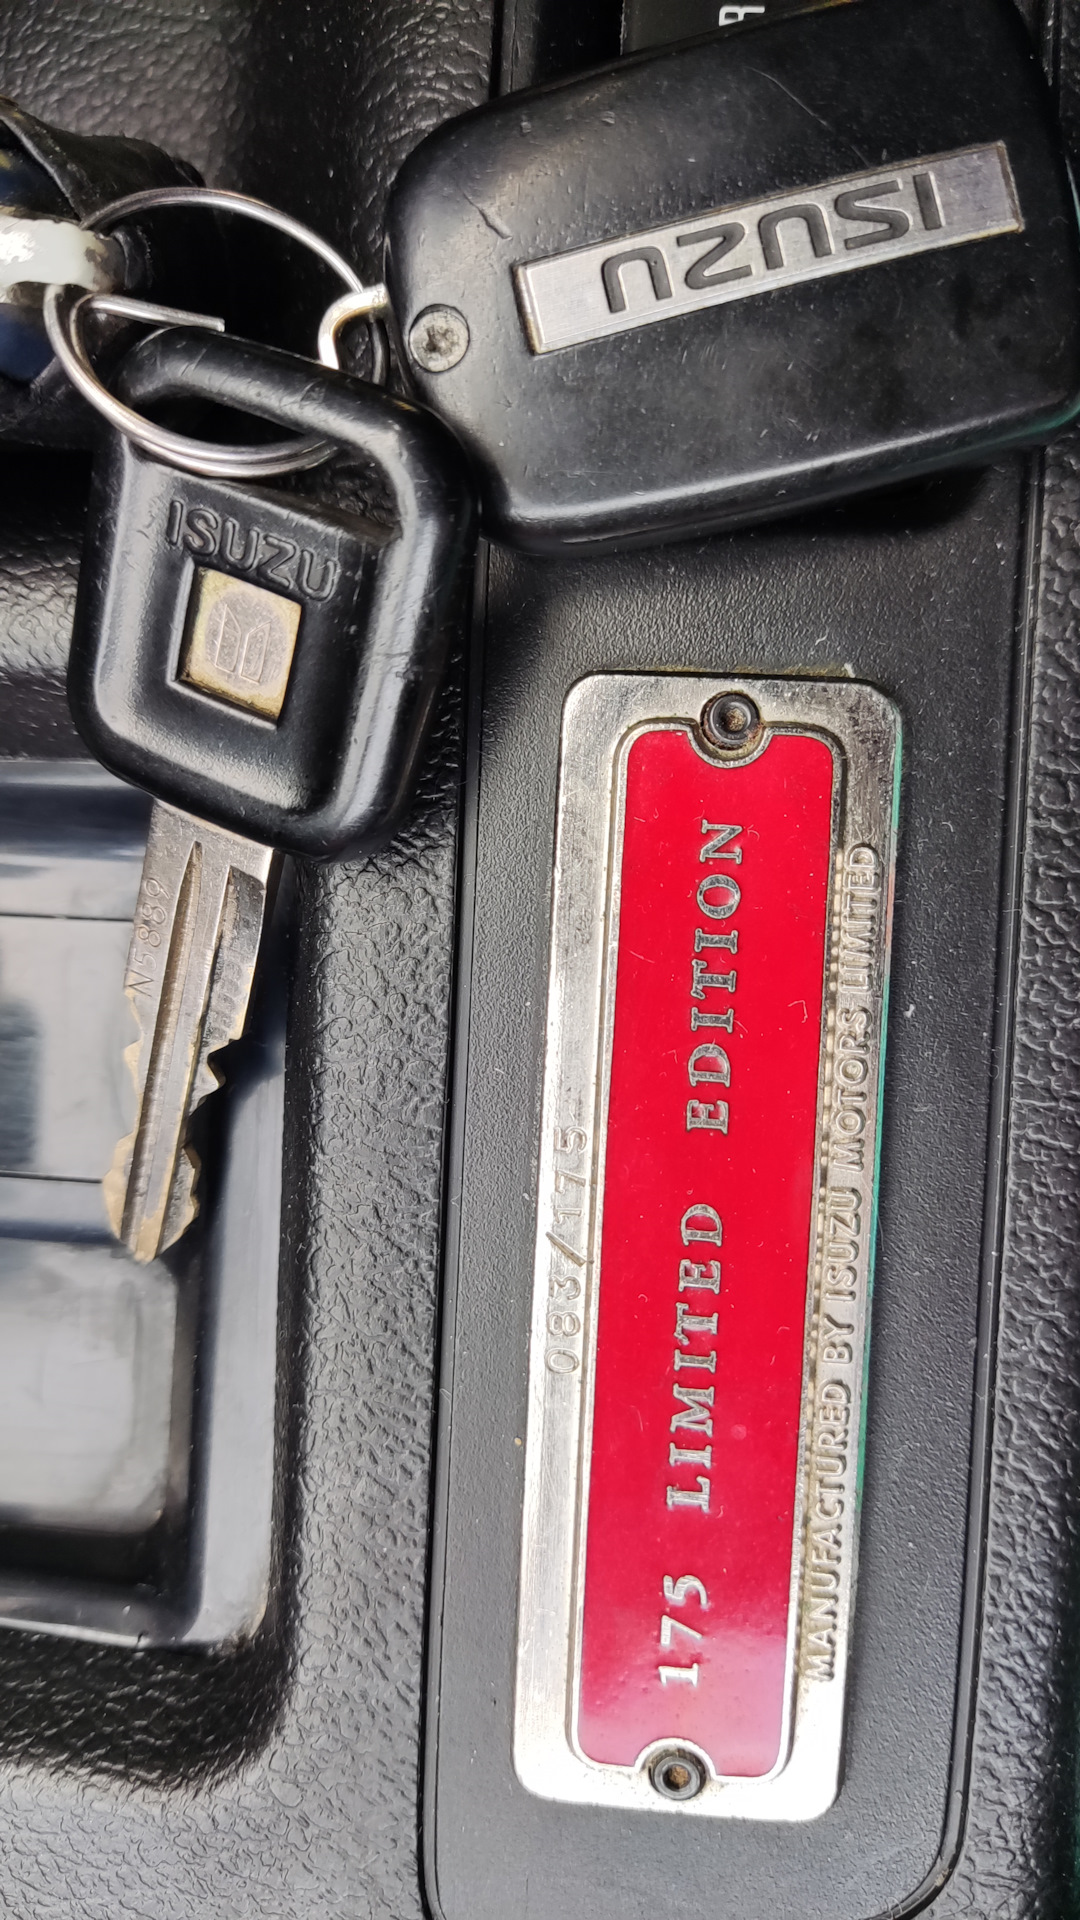 ISUZU
ISUZU
N5889
083/175
175 LIMITED EDITION
MANUFACTURED BY ISUZU MOTORS LIMITED
R